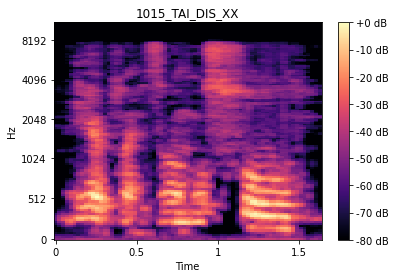 1015_TAI_DIS_XX
Hz
8192
4096
2048
1024
512
0
0
0.5
1
1.5
Time
+0 dB
-10 dB
-20 dB
-30 dB
-40 dB
-50 dB
-60 dB
-70 dB
-80 dB